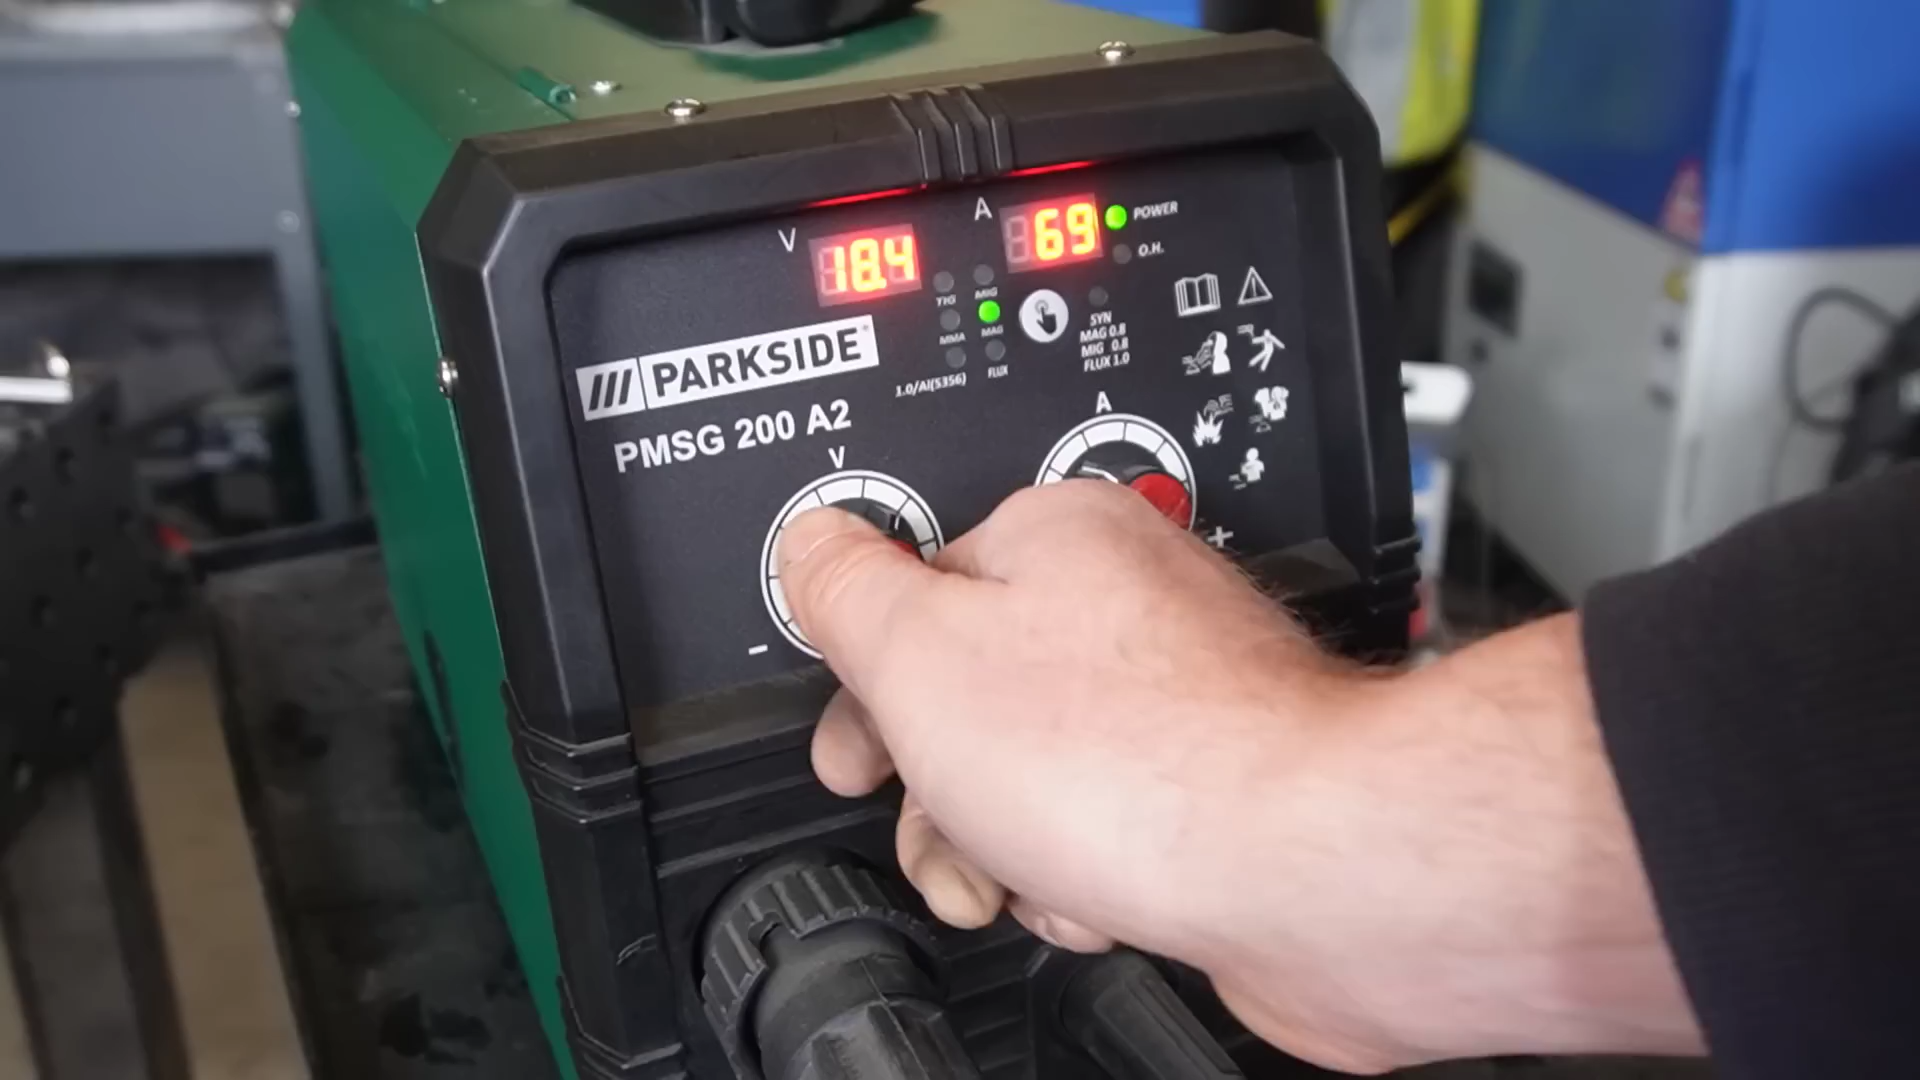 V
18.4
A
69
POWER
O.H.
TIG
MIG
MMA
MAG
1.0/Al(5356)
FLUX
SYN
MAG 0.8
MIG 0.8
FLUX 1.0
PARKSIDE
PMSG 200 A2
V
A
-
+